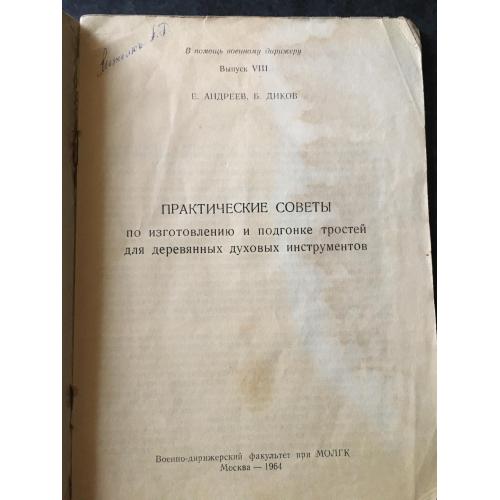 В помощь военному дирижеру
Выпуск VIII
Е. АНДРЕЕВ, Б. ДИКОВ
ПРАКТИЧЕСКИЕ СОВЕТЫ
по изготовлению и подгонке тростей
для деревянных духовых инструментов
Военно-дирижерский факультет при МОЛГК
Москва — 1964